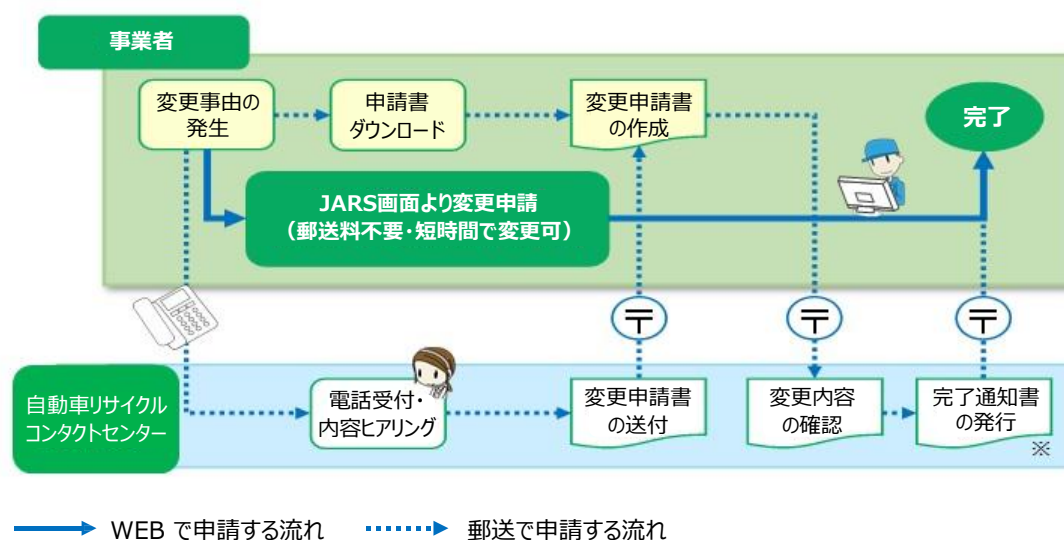 事業者
変更事由の
発生
申請書
ダウンロード
変更申請書
の作成
完了
JARS画面より変更申請
（郵送料不要・短時間で変更可）
〒
〒
〒
自動車リサイクル
コンタクトセンター
電話受付・
内容ヒアリング
変更申請書
の送付
変更内容
の確認
完了通知書
の発行
※
WEB で申請する流れ
郵送で申請する流れ